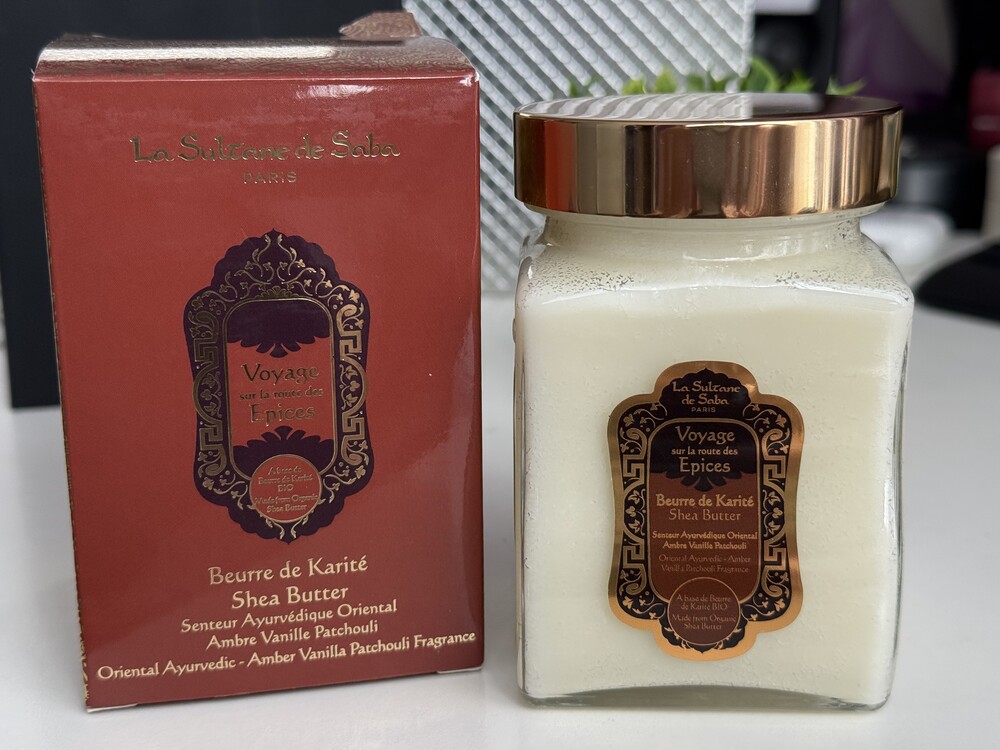 La Sultane de Saba
PARIS
Voyage
sur la route des
Epices
A base de
Beurre de Karité
BIO
Made from Organic
Shea Butter
Beurre de Karité
Shea Butter
Senteur Ayurvédique Oriental
Ambre Vanille Patchouli
Oriental Ayurvedic - Amber Vanilla Patchouli Fragrance
La Sultane
de Saba
PARIS
Voyage
sur la route des
Epices
Beurre de Karité
Shea Butter
Senteur Ayurvédique Oriental
Ambre Vanille Patchouli
Oriental Ayurvedic - Amber
Vanilla Patchouli Fragrance
A base de Beurre
de Karité BIO
Made from Organic
Shea Butter